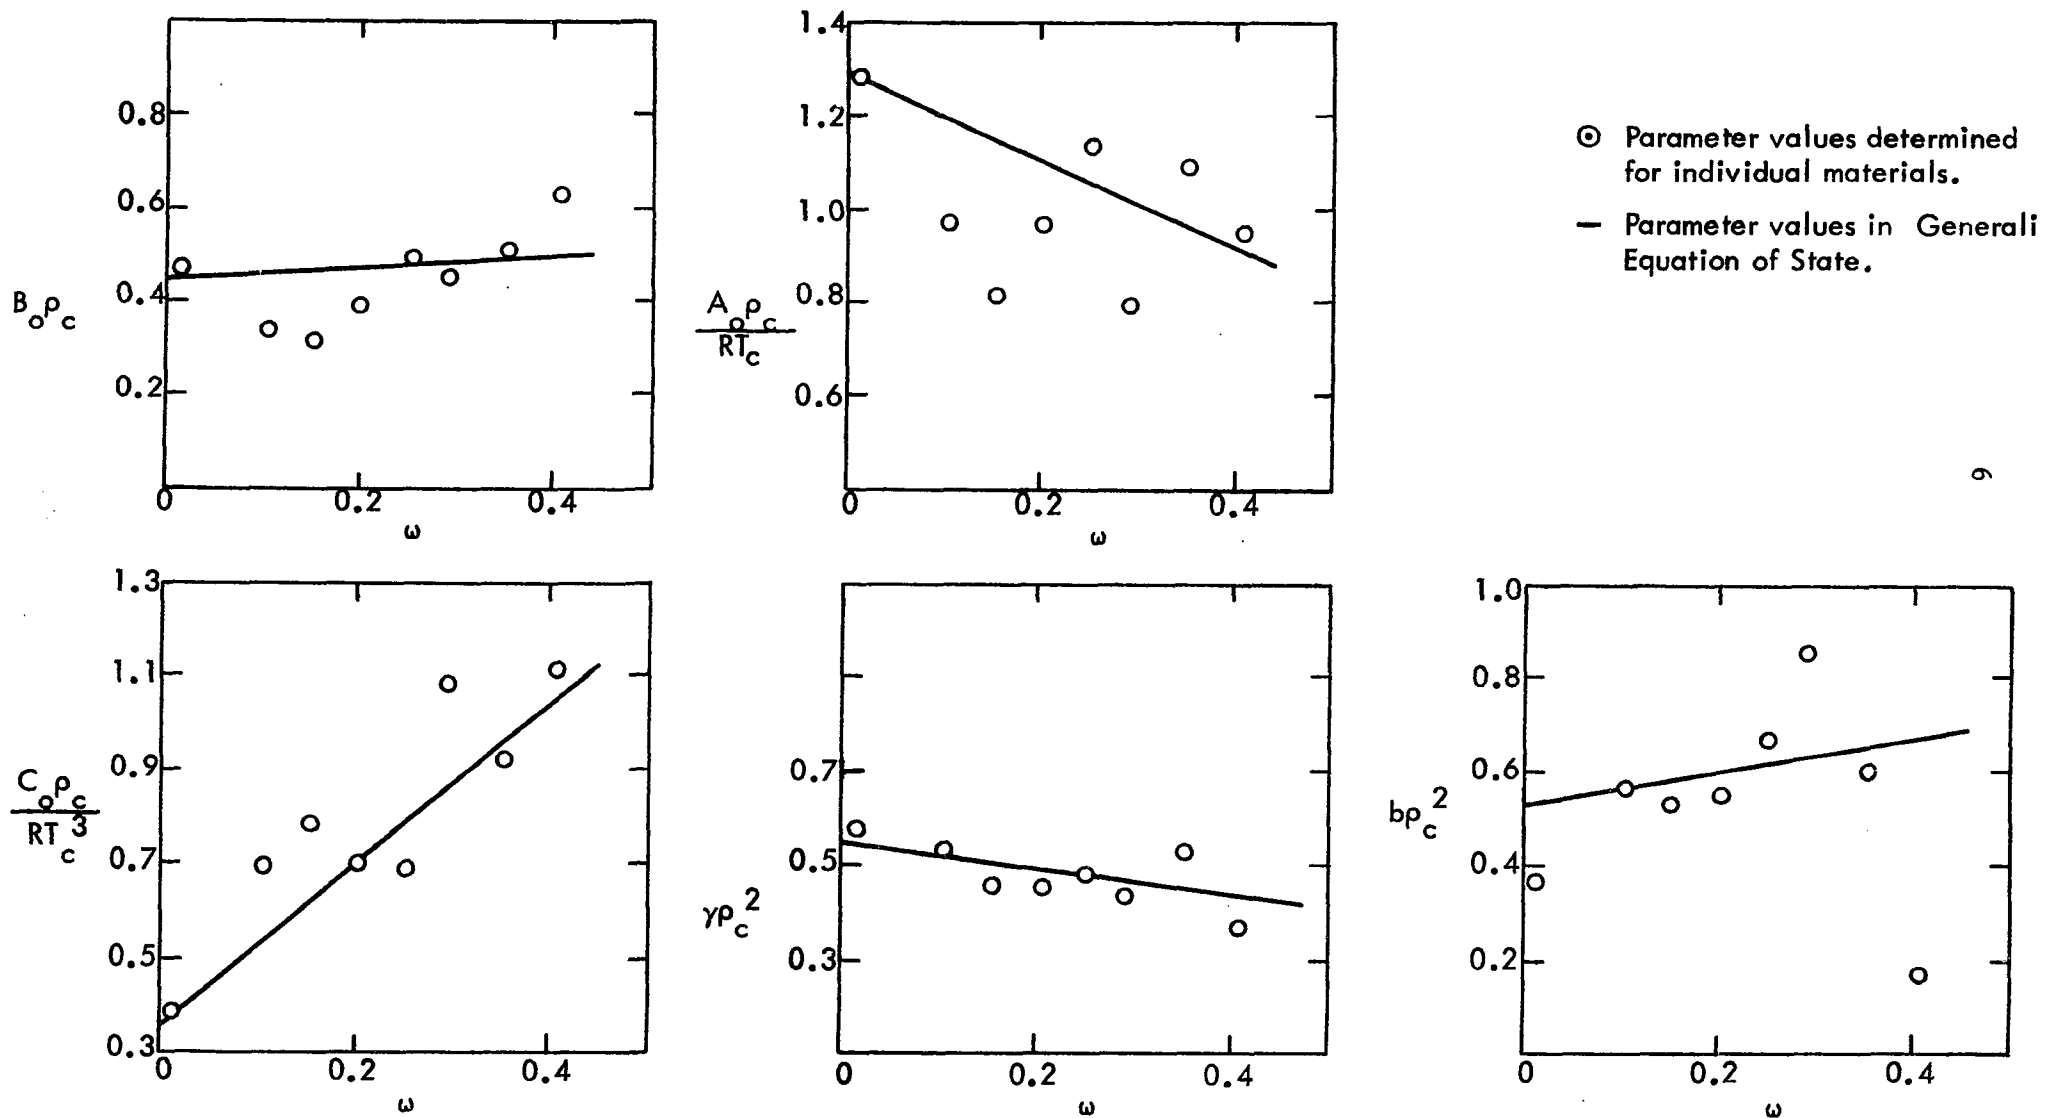 0.8
0.6
0.4
0.2
0 0.2 0.4
B₀ρc
ω
1.4
1.2
1.0
0.8
0.6
0 0.2 0.4
A₀ρc
RTc
ω
⊙ Parameter values determined
for individual materials.
— Parameter values in Generali
Equation of State.
6
1.3
1.1
0.9
0.7
0.5
0.3
0 0.2 0.4
C₀ρc
RTc³
ω
0.7
0.5
0.3
0 0.2 0.4
γρc²
ω
1.0
0.8
0.6
0.4
0.2
0 0.2 0.4
bρc²
ω